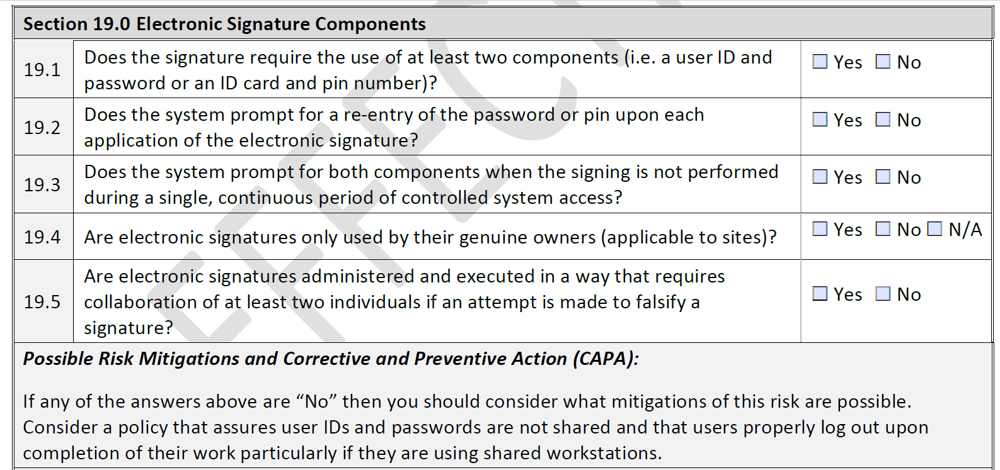 Section 19.0 Electronic Signature Components
19.1
Does the signature require the use of at least two components (i.e. a user ID and
password or an ID card and pin number)?
Yes No
19.2
Does the system prompt for a re-entry of the password or pin upon each
application of the electronic signature?
Yes No
19.3
Does the system prompt for both components when the signing is not performed
during a single, continuous period of controlled system access?
Yes No
19.4
Are electronic signatures only used by their genuine owners (applicable to sites)?
Yes No N/A
19.5
Are electronic signatures administered and executed in a way that requires
collaboration of at least two individuals if an attempt is made to falsify a
signature?
Yes No
Possible Risk Mitigations and Corrective and Preventive Action (CAPA):
If any of the answers above are “No” then you should consider what mitigations of this risk are possible.
Consider a policy that assures user IDs and passwords are not shared and that users properly log out upon
completion of their work particularly if they are using shared workstations.